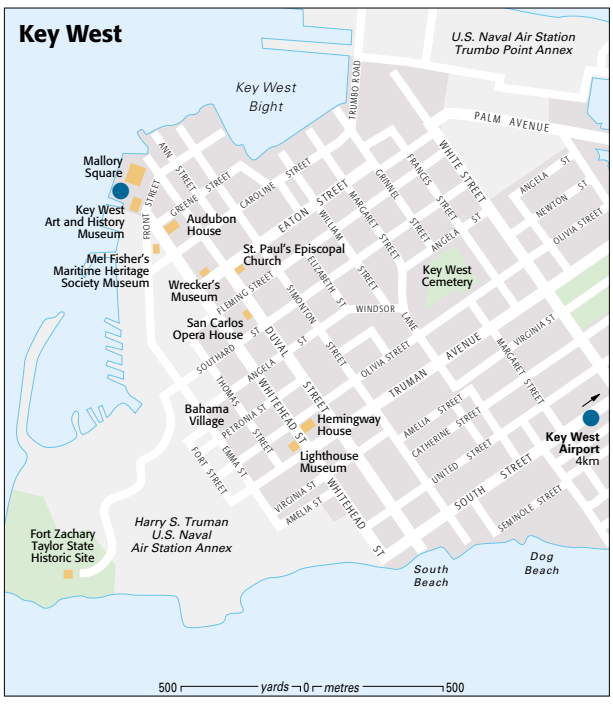 Key West
U.S. Naval Air Station
Trumbo Point Annex
Key West
Bight
TRUMBO ROAD
PALM AVENUE
WHITE STREET
ANN
STREET
Mallory
Square
GREENE STREET
CAROLINE STREET
EATON STREET
GRINNEL
STREET
FRANCES
STREET
MARGARET
STREET
WILLIAM
STREET
ANGELA ST
ANGELA ST
NEWTON ST
OLIVIA STREET
FRONT STREET
Key West
Art and History
Museum
Audubon
House
Mel Fisher's
Maritime Heritage
Society Museum
St. Paul's Episcopal
Church
ELIZABETH ST
Key West
Cemetery
Wrecker's
Museum
FLEMING STREET
SIMONTON
STREET
WINDSOR
LANE
San Carlos
Opera House
SOUTHARD ST
DUVAL
STREET
ANGELA ST
OLIVIA STREET
TRUMAN AVENUE
VIRGINIA ST
MARGARET STREET
THOMAS
STREET
WHITEHEAD ST
Bahama
Village
PETRONIA ST
Hemingway
House
AMELIA STREET
CATHERINE STREET
UNITED STREET
Key West
Airport
4km
EMMA ST
FORT STREET
Lighthouse
Museum
VIRGINIA ST
AMELIA ST
WHITEHEAD
ST
SOUTH STREET
SEMINOLE STREET
Harry S. Truman
U.S. Naval
Air Station Annex
Fort Zachary
Taylor State
Historic Site
South
Beach
Dog
Beach
500 yards 0 metres 500